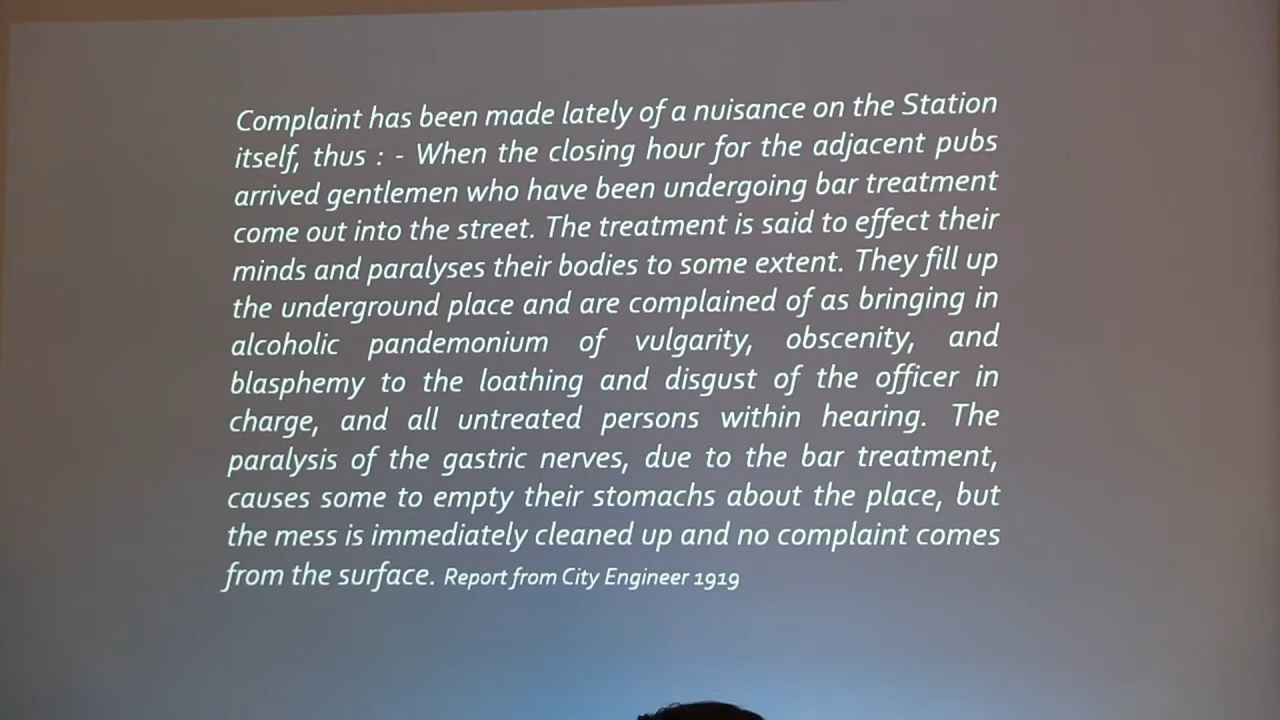 Complaint has been made lately of a nuisance on the Station
itself, thus : - When the closing hour for the adjacent pubs
arrived gentlemen who have been undergoing bar treatment
come out into the street. The treatment is said to effect their
minds and paralyses their bodies to some extent. They fill up
the underground place and are complained of as bringing in
alcoholic pandemonium of vulgarity, obscenity, and
blasphemy to the loathing and disgust of the officer in
charge, and all untreated persons within hearing. The
paralysis of the gastric nerves, due to the bar treatment,
causes some to empty their stomachs about the place, but
the mess is immediately cleaned up and no complaint comes
from the surface. Report from City Engineer 1919